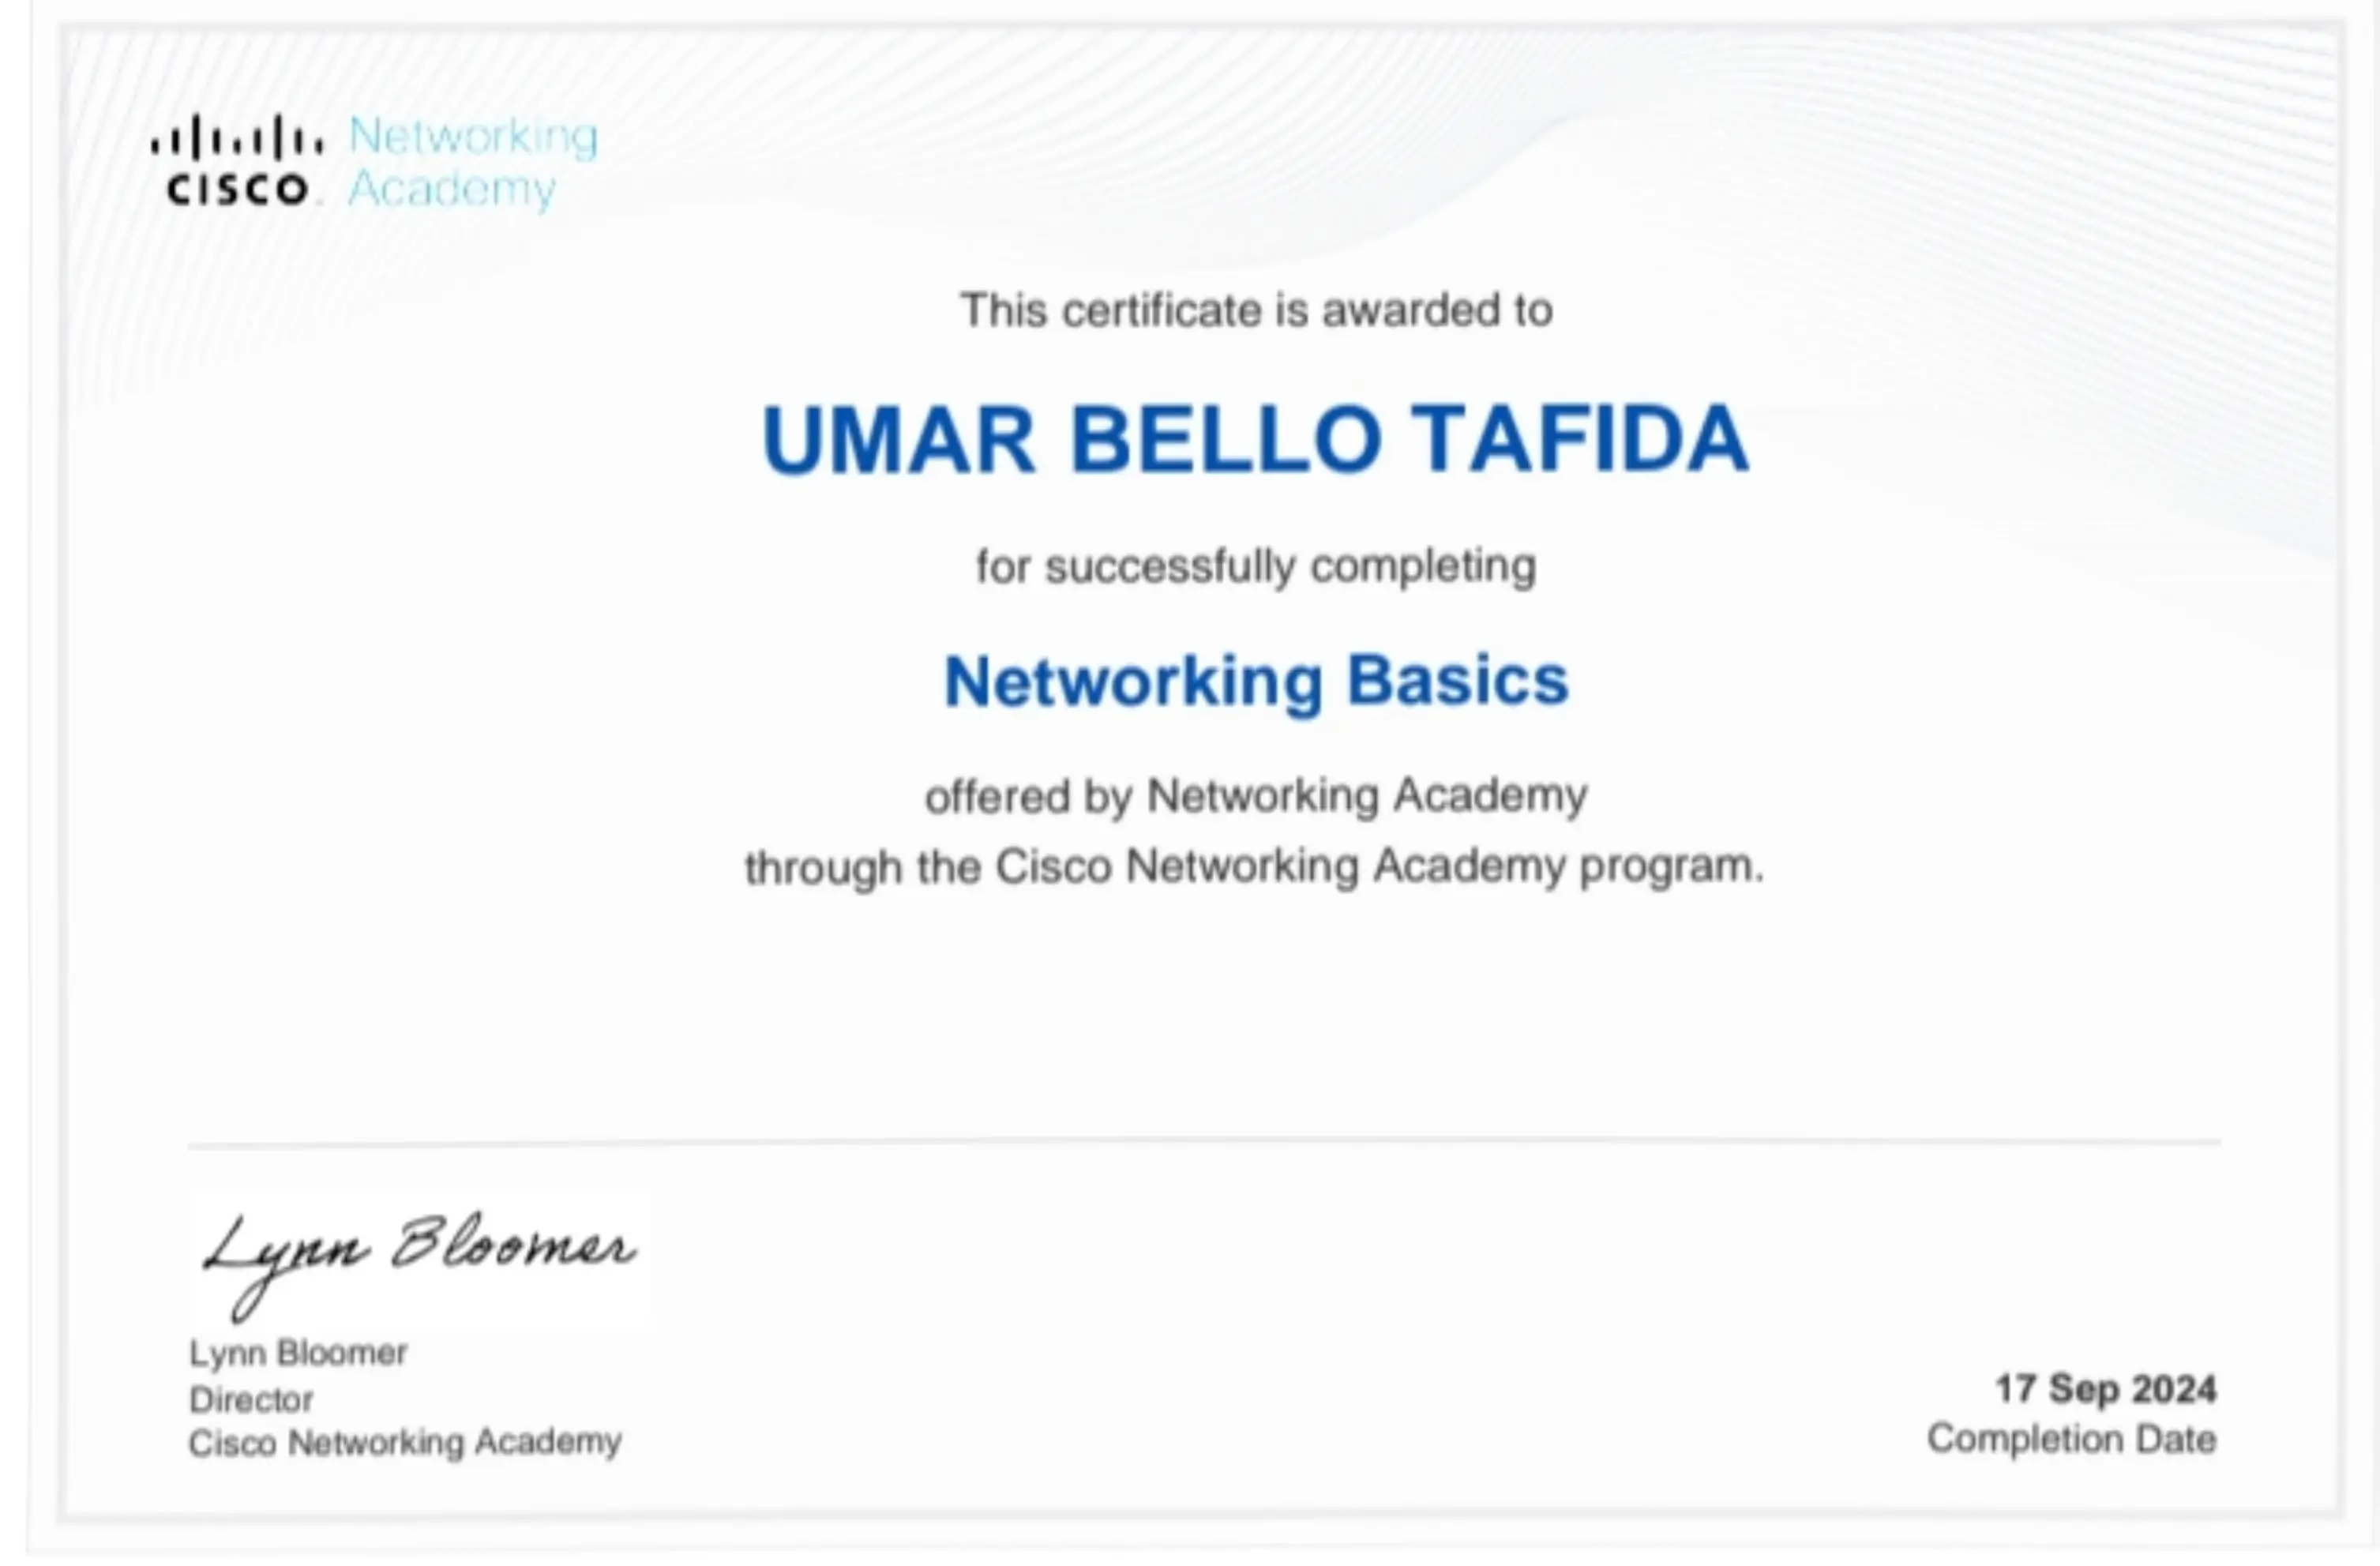 Networking
CISCO Academy
This certificate is awarded to
UMAR BELLO TAFIDA
for successfully completing
Networking Basics
offered by Networking Academy
through the Cisco Networking Academy program.
Lynn Bloomer
Lynn Bloomer
Director
Cisco Networking Academy
17 Sep 2024
Completion Date